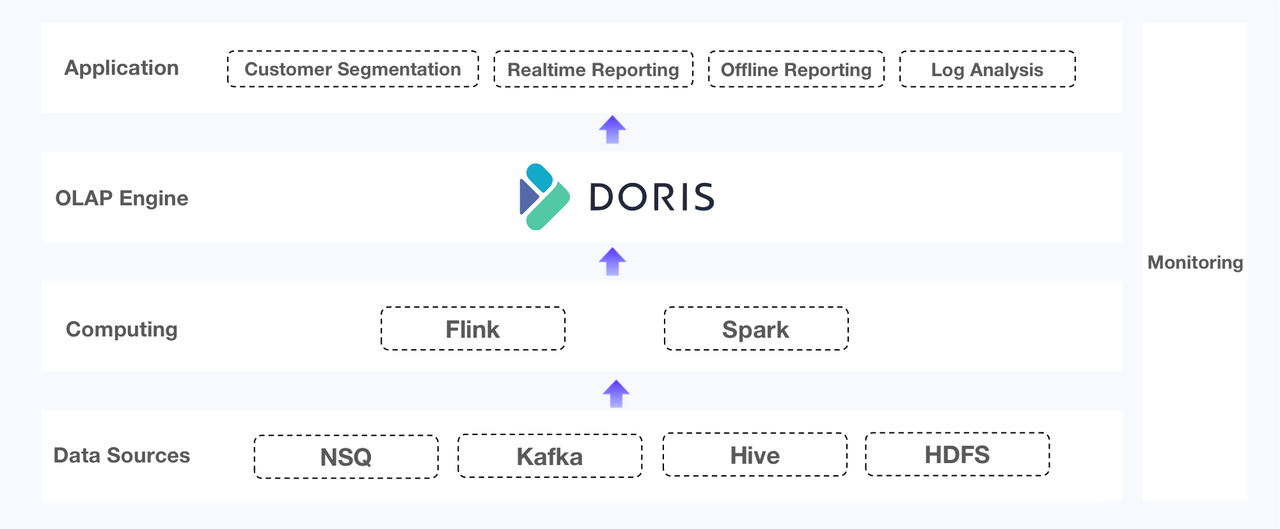 Application
Customer Segmentation
Realtime Reporting
Offline Reporting
Log Analysis
OLAP Engine
DORIS
Monitoring
Computing
Flink
Spark
Data Sources
NSQ
Kafka
Hive
HDFS